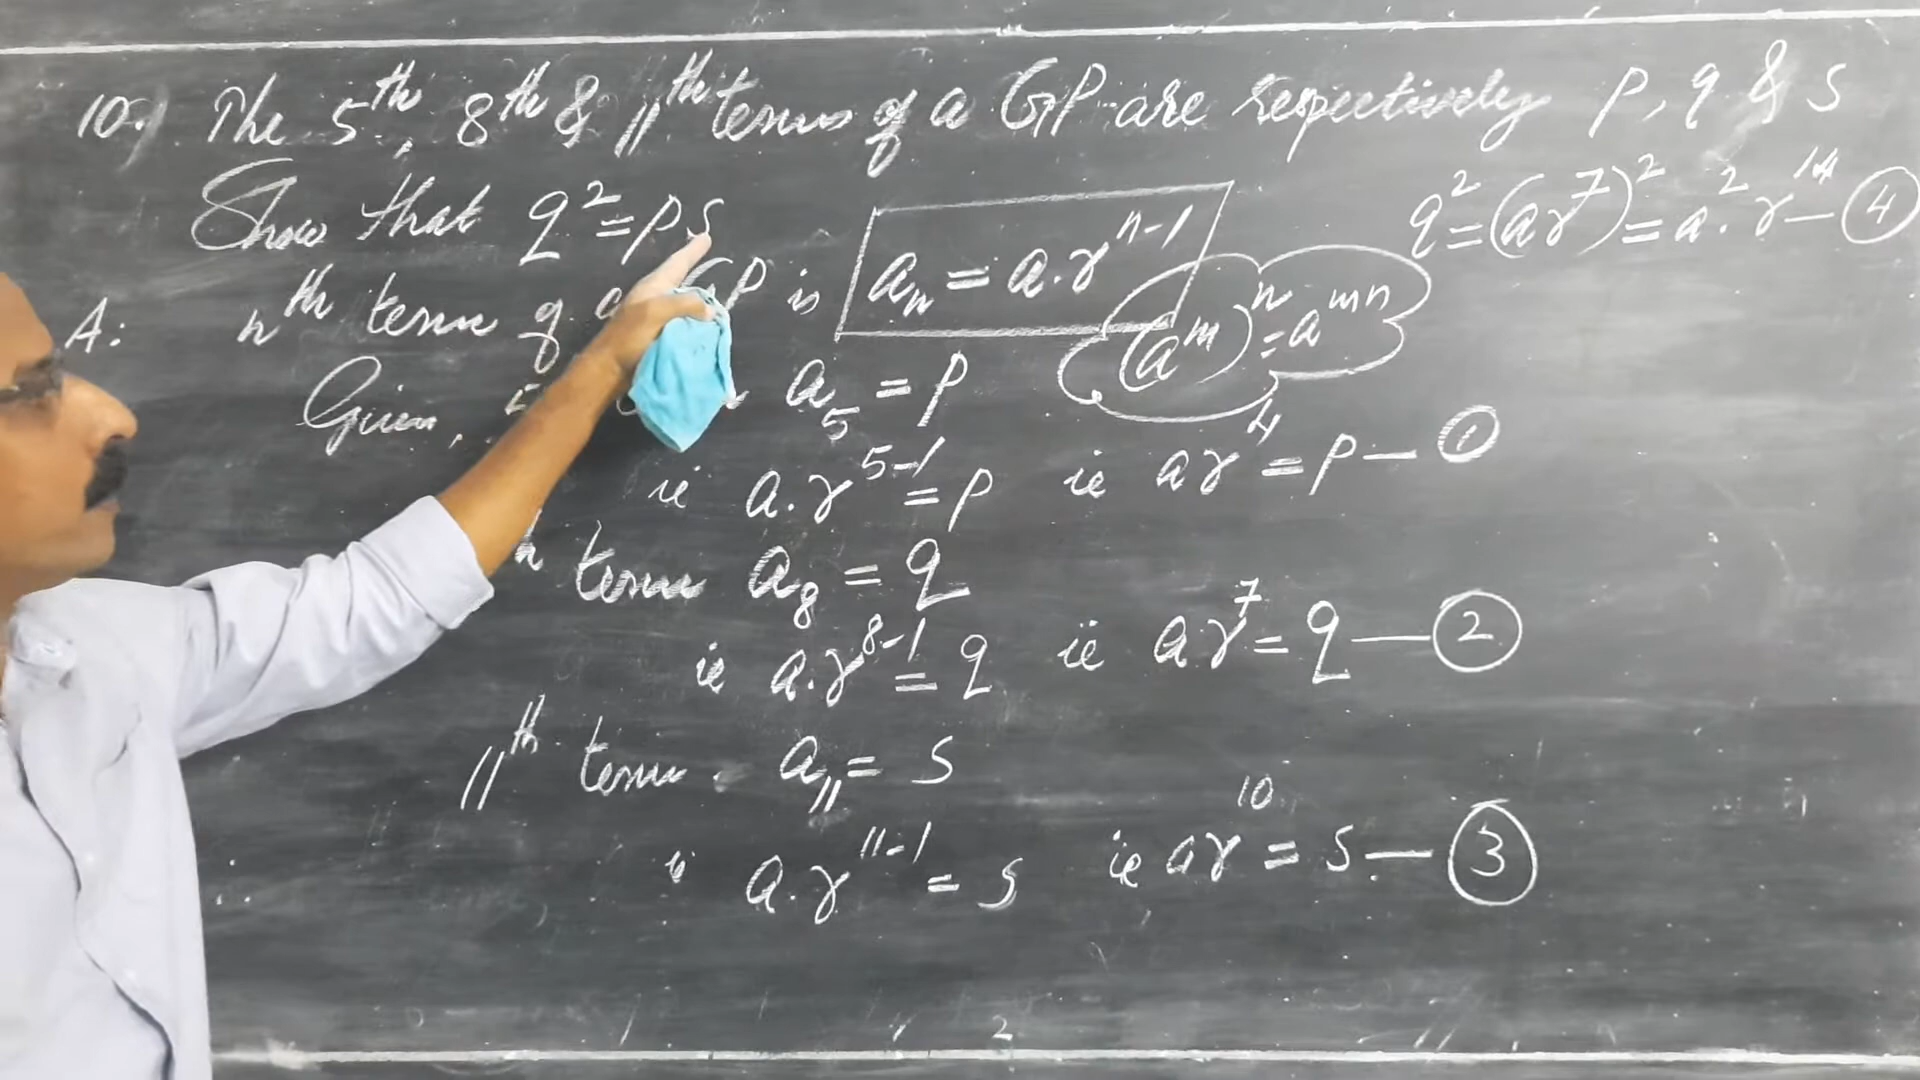 10.) The 5th, 8th & 11th terms of a GP are respectively p, q & s
Show that q² = ps
q² = (ar⁷)² = a². r¹⁴ — ④
A: nth term of a GP is aₙ = a.rⁿ⁻¹
(aᵐ)ⁿ = aᵐⁿ
Given, a₅ = p
ie a.r⁵⁻¹ = p ie ar⁴ = p — ①
term a₈ = q
ie a.r⁸⁻¹ = q ie ar⁷ = q — ②
11th term. a₁₁ = s
i a.r¹¹⁻¹ = s ie ar¹⁰ = s. — ③